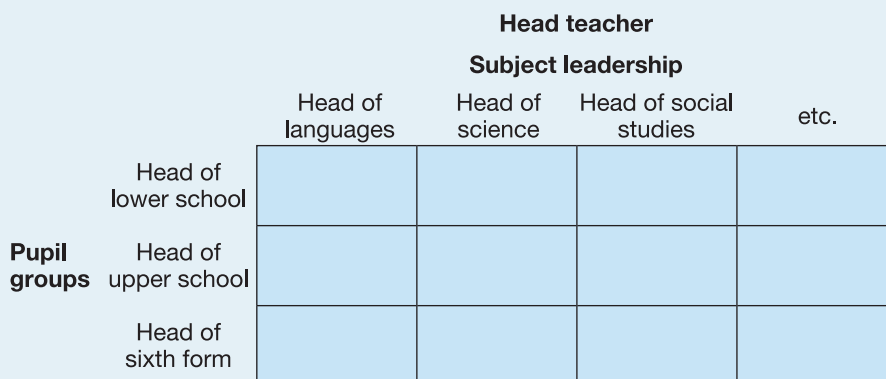 Head teacher
Subject leadership
Head of languages
Head of science
Head of social studies
etc.
Head of
lower school
Pupil groups
Head of
upper school
Head of
sixth form